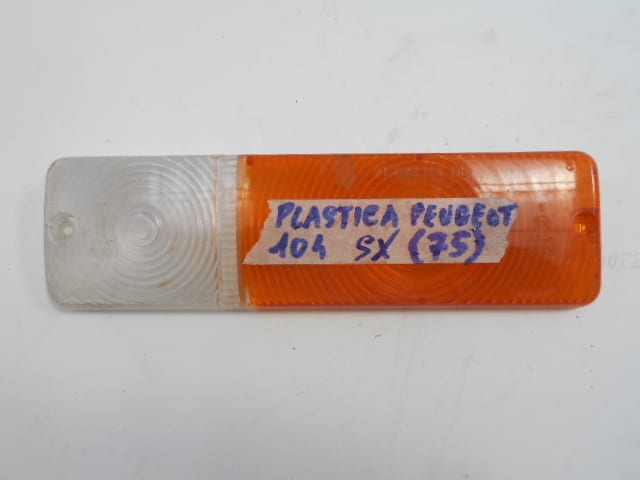 PLASTICA PEUGEOT
104 SX (75)